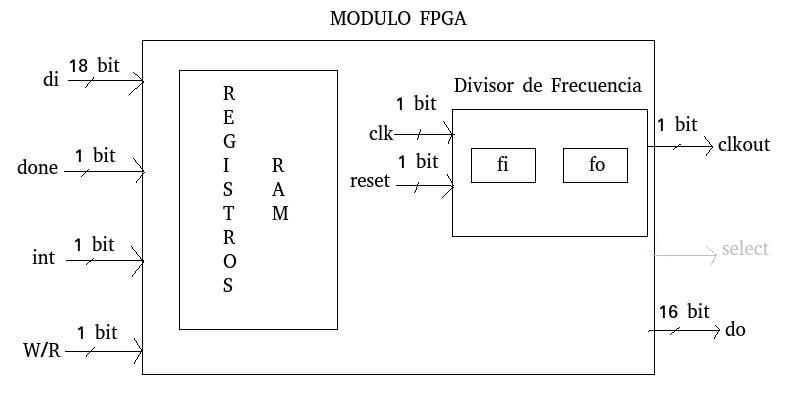 MODULO FPGA
di
18 bit
done
1 bit
int
1 bit
W/R
1 bit
REGISTROS
RAM
Divisor de Frecuencia
clk
1 bit
reset
1 bit
fi
fo
1 bit
clkout
select
16 bit
do